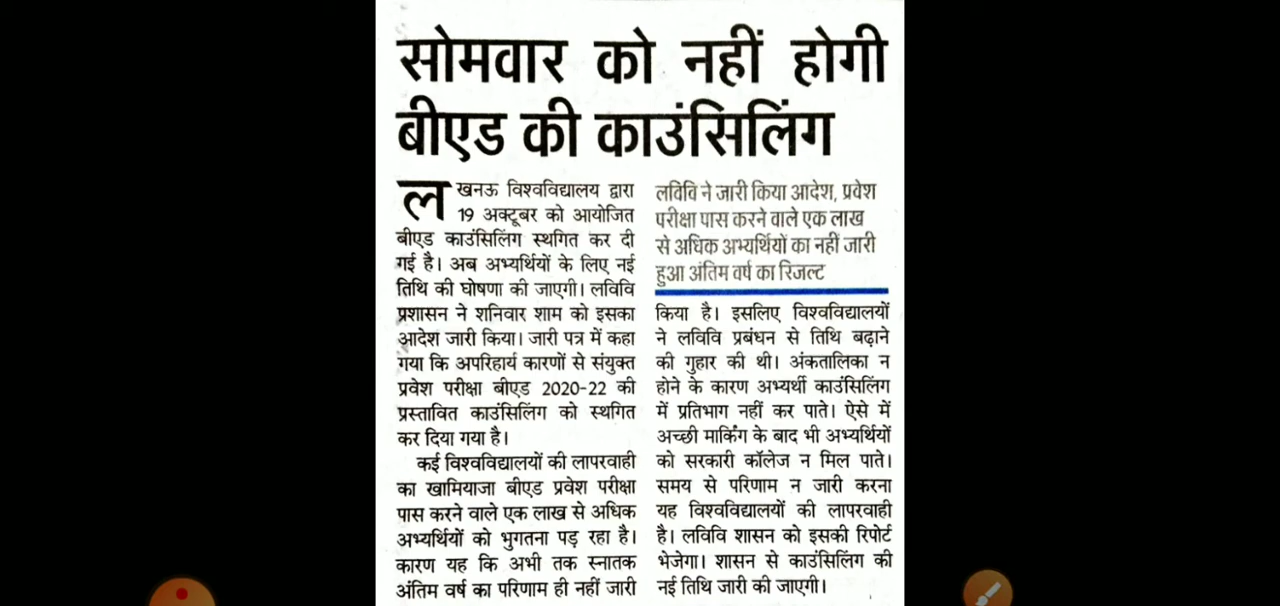 सोमवार को नहीं होगी
बीएड की काउंसिलिंग
लखनऊ विश्वविद्यालय द्वारा
19 अक्टूबर को आयोजित
बीएड काउंसिलिंग स्थगित कर दी
गई है। अब अभ्यर्थियों के लिए नई
तिथि की घोषणा की जाएगी। लविवि
प्रशासन ने शनिवार शाम को इसका
आदेश जारी किया। जारी पत्र में कहा
गया कि अपरिहार्य कारणों से संयुक्त
प्रवेश परीक्षा बीएड 2020-22 की
प्रस्तावित काउंसिलिंग को स्थगित
कर दिया गया है।
कई विश्वविद्यालयों की लापरवाही
का खामियाजा बीएड प्रवेश परीक्षा
पास करने वाले एक लाख से अधिक
अभ्यर्थियों को भुगतना पड़ रहा है।
कारण यह कि अभी तक स्नातक
अंतिम वर्ष का परिणाम ही नहीं जारी
लविवि ने जारी किया आदेश, प्रवेश
परीक्षा पास करने वाले एक लाख
से अधिक अभ्यर्थियों का नहीं जारी
हुआ अंतिम वर्ष का रिजल्ट
किया है। इसलिए विश्वविद्यालयों
ने लविवि प्रबंधन से तिथि बढ़ाने
की गुहार की थी। अंकतालिका न
होने के कारण अभ्यर्थी काउंसिलिंग
में प्रतिभाग नहीं कर पाते। ऐसे में
अच्छी मार्किंग के बाद भी अभ्यर्थियों
को सरकारी कॉलेज न मिल पाते।
समय से परिणाम न जारी करना
यह विश्वविद्यालयों की लापरवाही
है। लविवि शासन को इसकी रिपोर्ट
भेजेगा। शासन से काउंसिलिंग की
नई तिथि जारी की जाएगी।